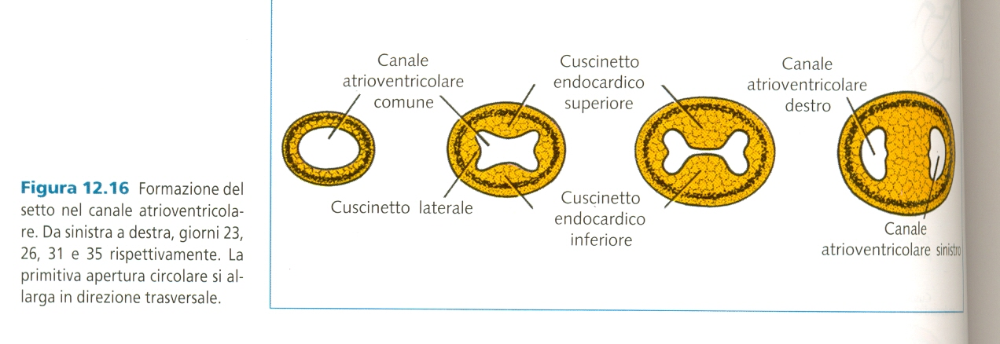 Canale
atrioventricolare
comune
Cuscinetto
endocardico
superiore
Canale
atrioventricolare
destro
Cuscinetto laterale
Cuscinetto
endocardico
inferiore
Canale
atrioventricolare sinistro
Figura 12.16 Formazione del
setto nel canale atrioventricola-
re. Da sinistra a destra, giorni 23,
26, 31 e 35 rispettivamente. La
primitiva apertura circolare si al-
larga in direzione trasversale.